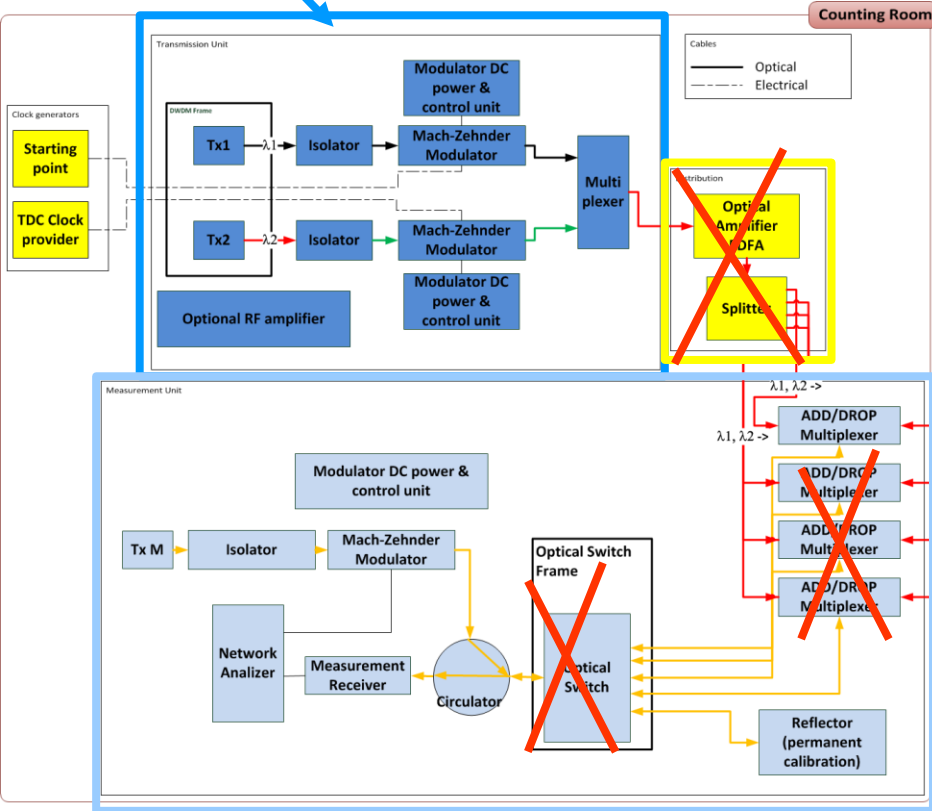 Counting Room
Transmission Unit
Cables
Optical
Electrical
Clock generators
Starting
point
TDC Clock
provider
DWDM Frame
Tx1
λ1
Isolator
Modulator DC
power &
control unit
Mach-Zehnder
Modulator
Multi
plexer
Tx2
λ2
Isolator
Mach-Zehnder
Modulator
Modulator DC
power &
control unit
Optional RF amplifier
Optical
Amplifier
Splitter
Measurement Unit
λ1, λ2 ->
λ1, λ2 ->
ADD/DROP
Multiplexer
ADD/DROP
Multiplexer
ADD/DROP
Multiplexer
ADD/DROP
Multiplexer
Modulator DC power &
control unit
Tx M
Isolator
Mach-Zehnder
Modulator
Optical Switch
Frame
Optical
Switch
Network
Analizer
Measurement
Receiver
Circulator
Reflector
(permanent
calibration)